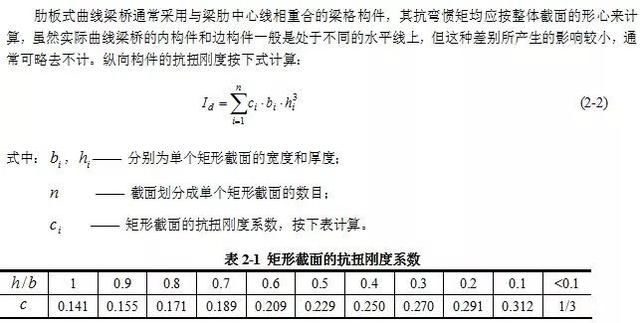 肋板式曲线梁桥通常采用与梁肋中心线相重合的梁格构件，其抗弯惯矩均应按整体截面的形心来计
算，虽然实际曲线梁桥的内构件和边构件一般是处于不同的水平线上，但这种差别所产生的影响较小，通
常可略去不计。纵向构件的抗扭刚度按下式计算：
I_d = \sum_{i=1}^{n} c_i \cdot b_i \cdot h_i^3 (2-2)
式中：b_i，h_i —— 分别为单个矩形截面的宽度和厚度；
n —— 截面划分成单个矩形截面的数目；
c_i —— 矩形截面的抗扭刚度系数，按下表计算。
表 2-1 矩形截面的抗扭刚度系数
h/b 1 0.9 0.8 0.7 0.6 0.5 0.4 0.3 0.2 0.1 <0.1
c 0.141 0.155 0.171 0.189 0.209 0.229 0.250 0.270 0.291 0.312 1/3